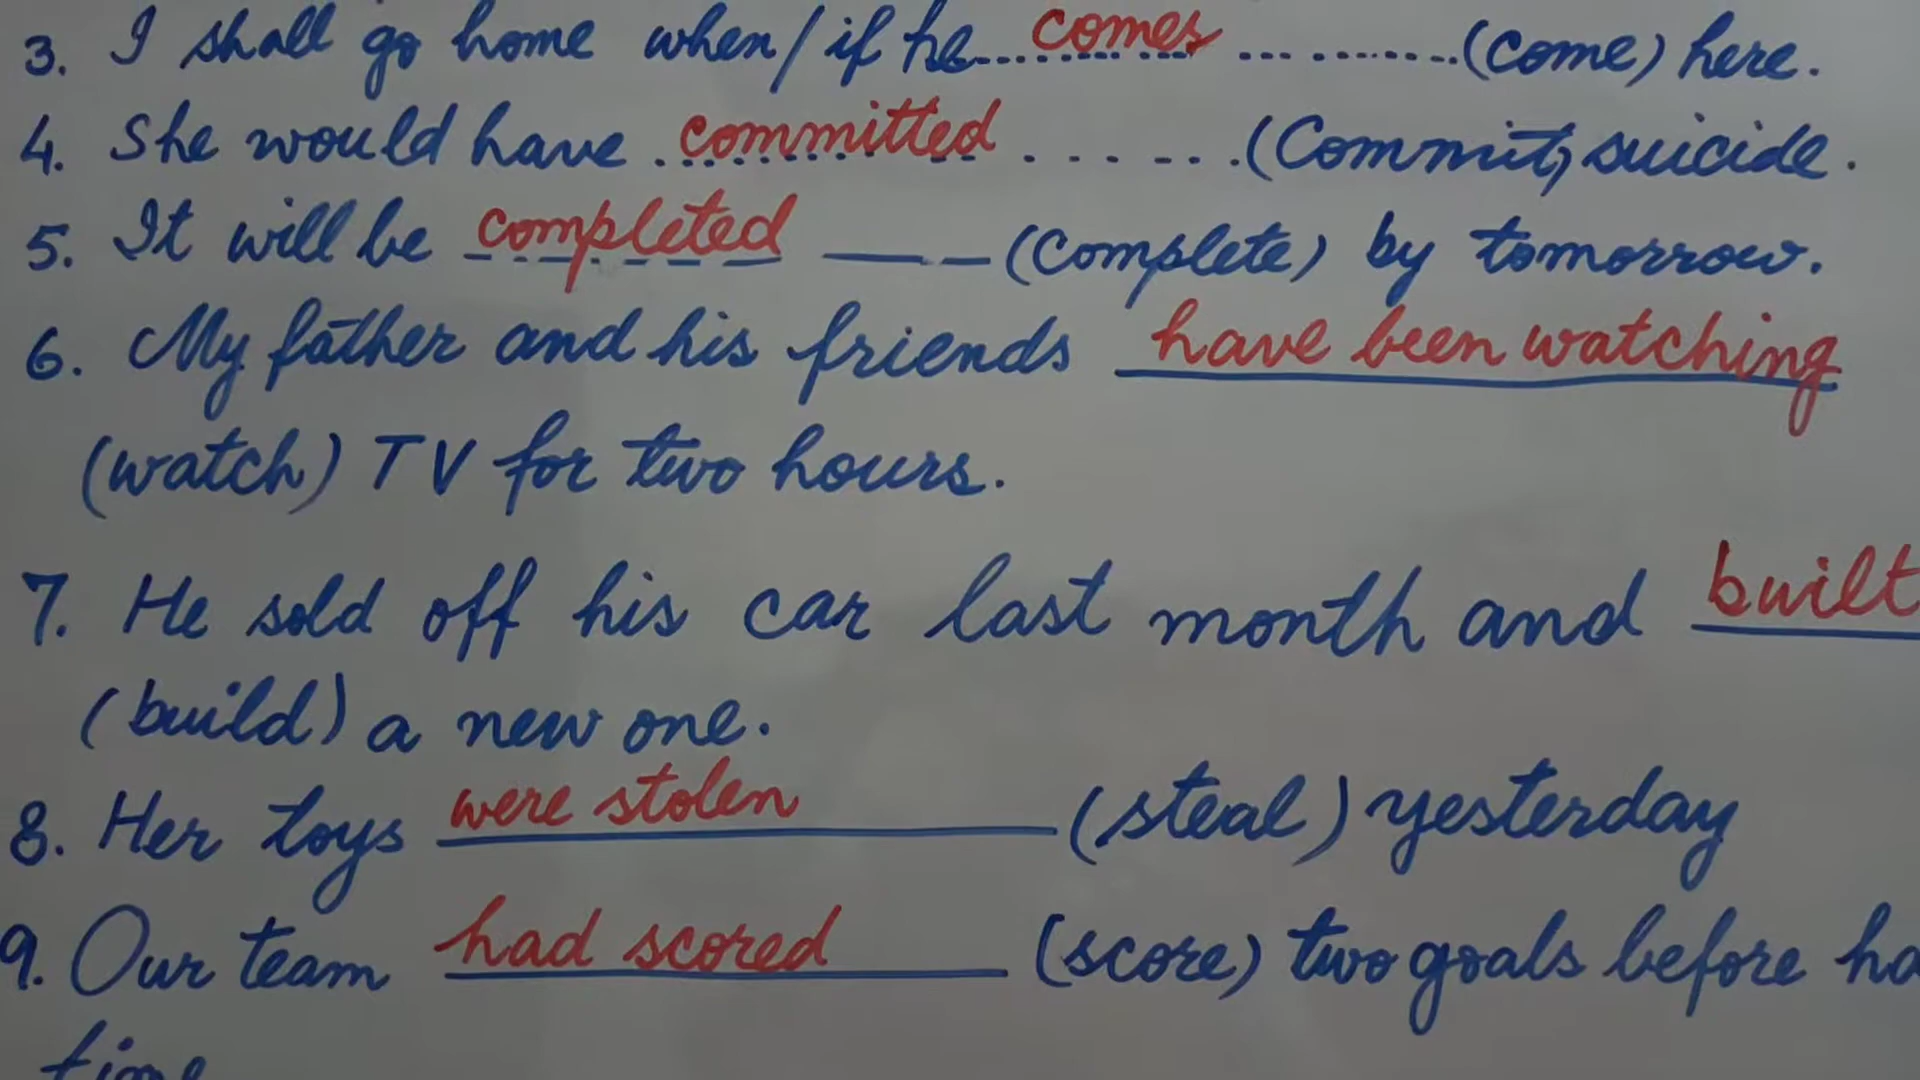 3. I shall go home when/if he comes (come) here.
4. She would have committed (Commit) suicide.
5. It will be completed (complete) by tomorrow.
6. My father and his friends have been watching
(watch) TV for two hours.
7. He sold off his car last month and built
(build) a new one.
8. Her toys were stolen (steal) yesterday
9. Our team had scored (score) two goals before ha
time